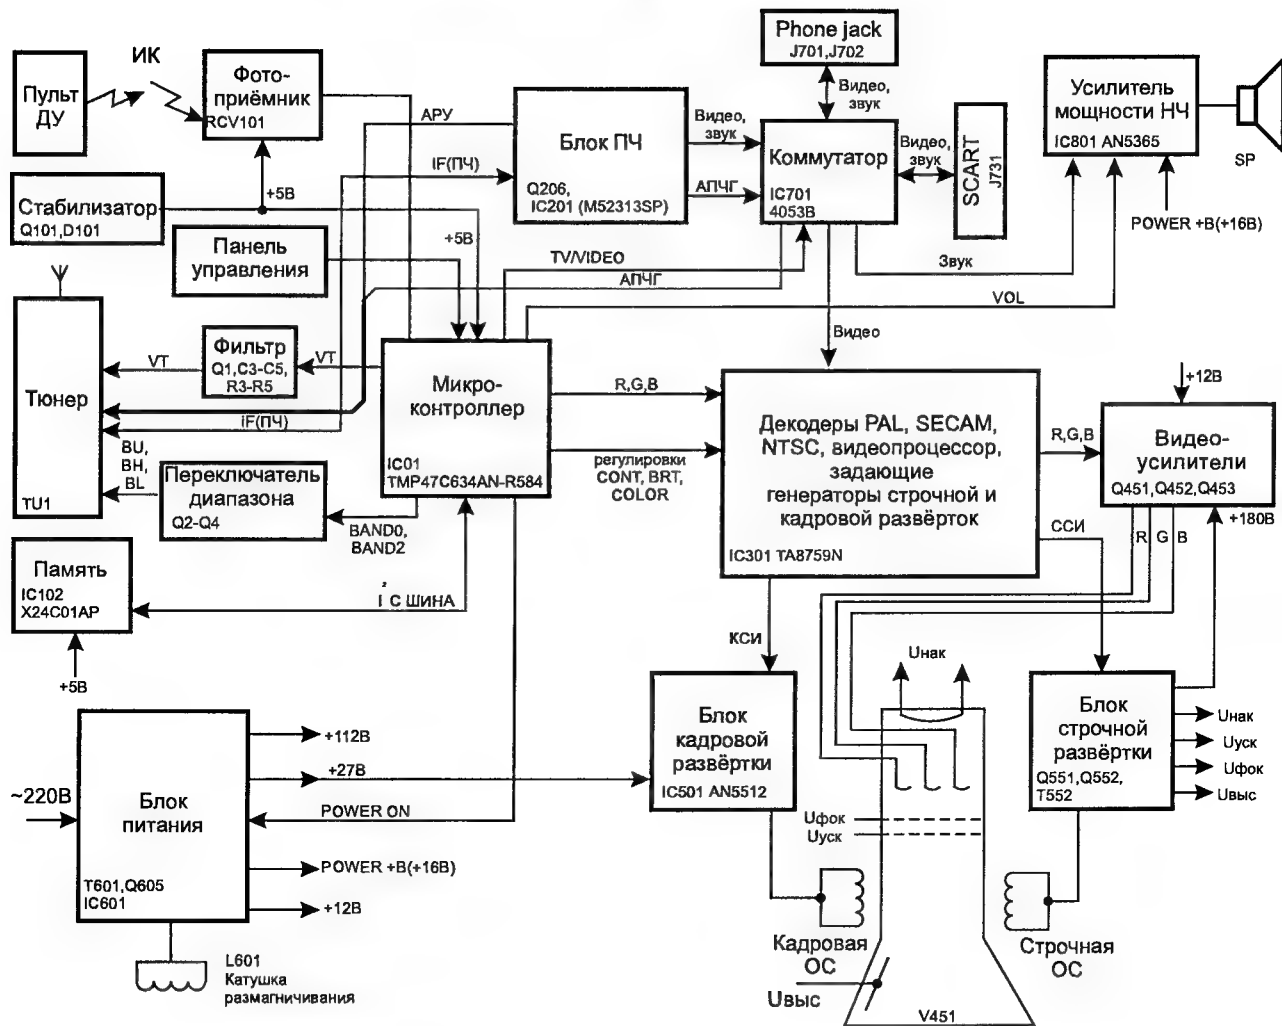 Пульт
ДУ
ИК
Фото-
приёмник
RCV101
Стабилизатор
Q101,D101
+5В
Панель
управления
+5В
АРУ
IF(ПЧ)
Блок ПЧ
Q206,
IC201 (M52313SP)
Видео,
звук
АПЧГ
Phone jack
J701,J702
Видео,
звук
Коммутатор
IC701
4053B
Видео,
звук
SCART
J731
Усилитель
мощности НЧ
IC801 AN5365
SP
POWER +В(+16В)
TV/VIDEO
АПЧГ
Звук
VOL
Видео
Тюнер
TU1
VT
Фильтр
Q1,C3-C5,
R3-R5
VT
IF(ПЧ)
BU,
BH,
BL
Переключатель
диапазона
Q2-Q4
BAND0,
BAND2
Микро-
контроллер
IC01
TMP47C634AN-R584
R,G,B
регулировки
CONT, BRT,
COLOR
Декодеры PAL, SECAM,
NTSC, видеопроцессор,
задающие
генераторы строчной и
кадровой развёрток
IC301 TA8759N
R,G,B
+12В
Видео-
усилители
Q451,Q452,Q453
+180В
R G B
ССИ
Память
IC102
X24C01AP
+5В
I²C ШИНА
КСИ
Uнак
Блок питания
T601,Q605
IC601
~220В
+112В
+27В
POWER ON
POWER +В(+16В)
+12В
L601
Катушка
размагничивания
Блок
кадровой
развёртки
IC501 AN5512
Uфок
Uуск
Кадровая
ОС
Uвыс
V451
Блок
строчной
развёртки
Q551,Q552,
T552
Uнак
Uуск
Uфок
Uвыс
Строчная
ОС